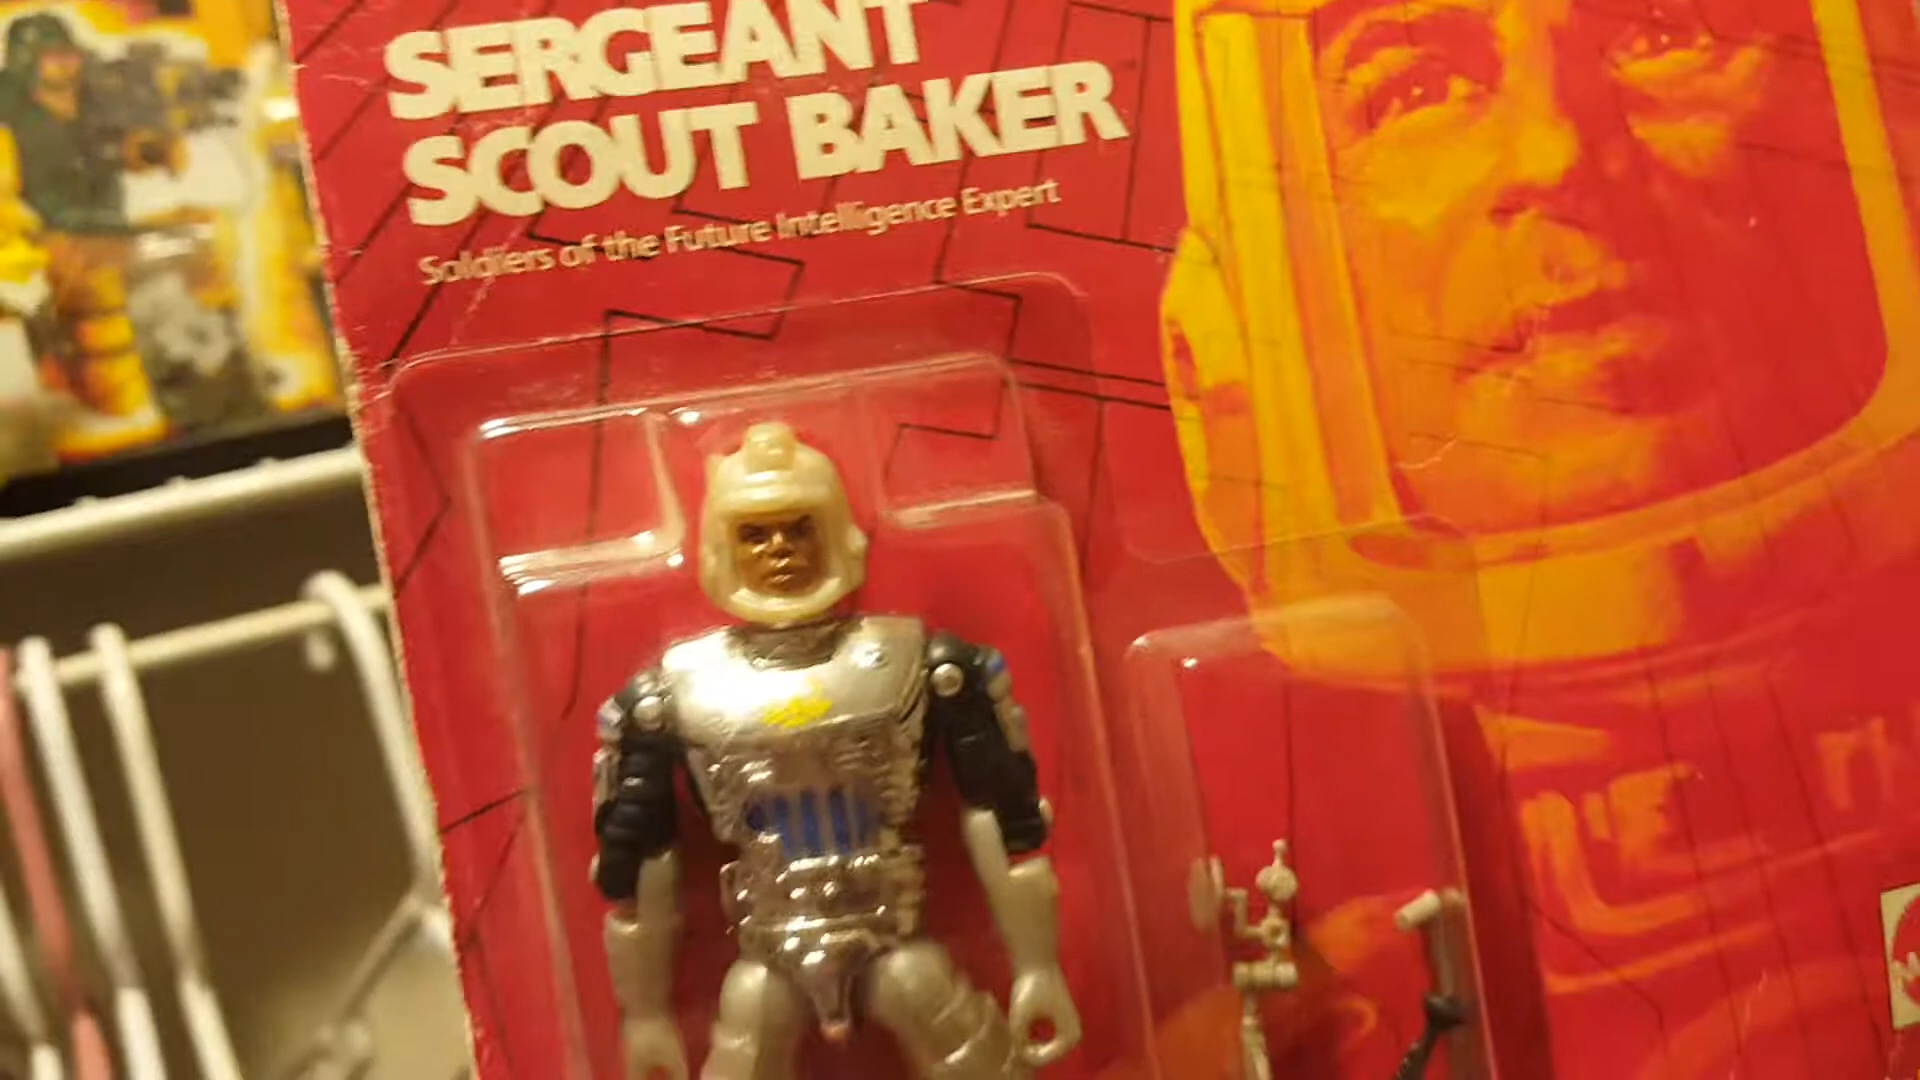 SERGEANT
SCOUT BAKER
Soldiers of the Future Intelligence Expert